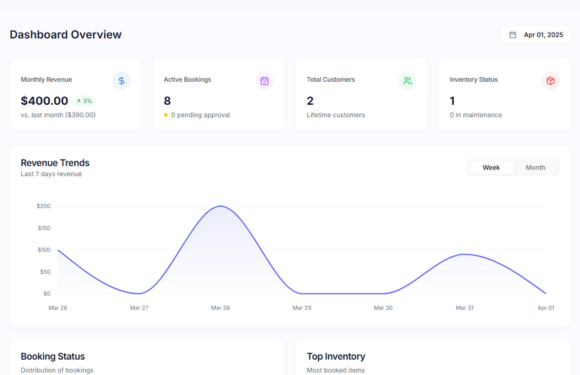 Dashboard Overview
Apr 01, 2025
Monthly Revenue
$400.00 ↗ 3%
vs. last month ($390.00)
Active Bookings
8
0 pending approval
Total Customers
2
Lifetime customers
Inventory Status
1
0 in maintenance
Revenue Trends
Last 7 days revenue
Week Month
$200
$150
$100
$50
$0
Mar 26 Mar 27 Mar 28 Mar 29 Mar 30 Mar 31 Apr 01
Booking Status
Distribution of bookings
Top Inventory
Most booked items